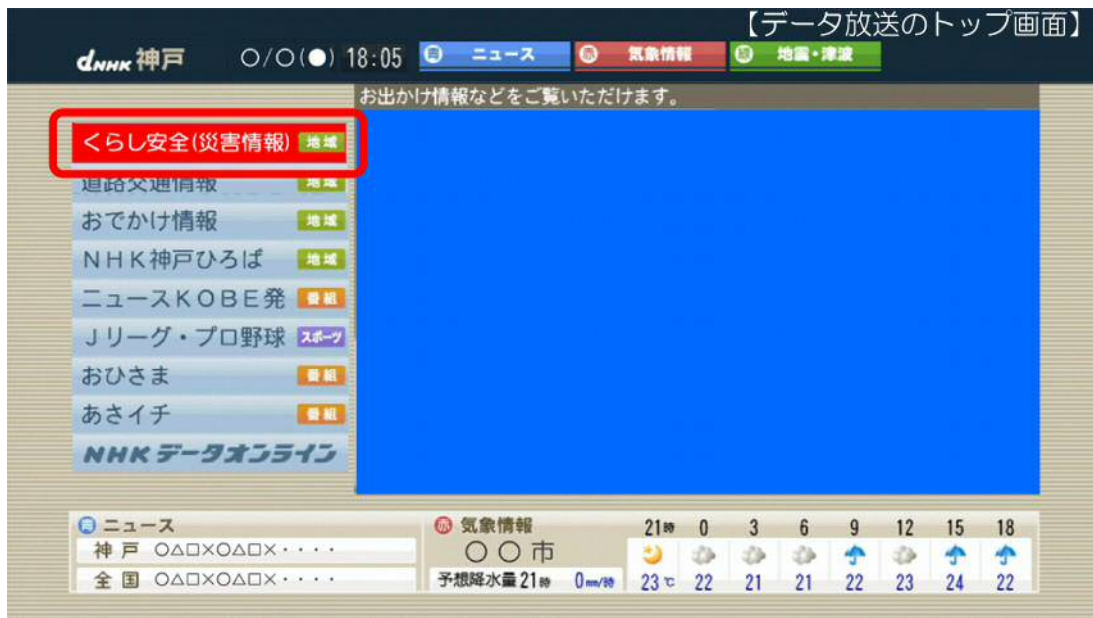 【データ放送のトップ画面】
dNHK 神戸 ○/○(●) 18:05 青 ニュース 赤 気象情報 緑 地震・津波
お出かけ情報などをご覧いただけます。
くらし安全(災害情報) 地域
道路交通情報 地域
おでかけ情報 地域
NHK神戸ひろば 地域
ニュースKOBE発 番組
Jリーグ・プロ野球 スポーツ
おひさま 番組
あさイチ 番組
NHKデータオンライン
青 ニュース
神戸 ○△□×○△□×・・・・
全国 ○△□×○△□×・・・・
赤 気象情報 21時 0 3 6 9 12 15 18
○○市
予想降水量21時 0mm/時 23℃ 22 21 21 22 23 24 22